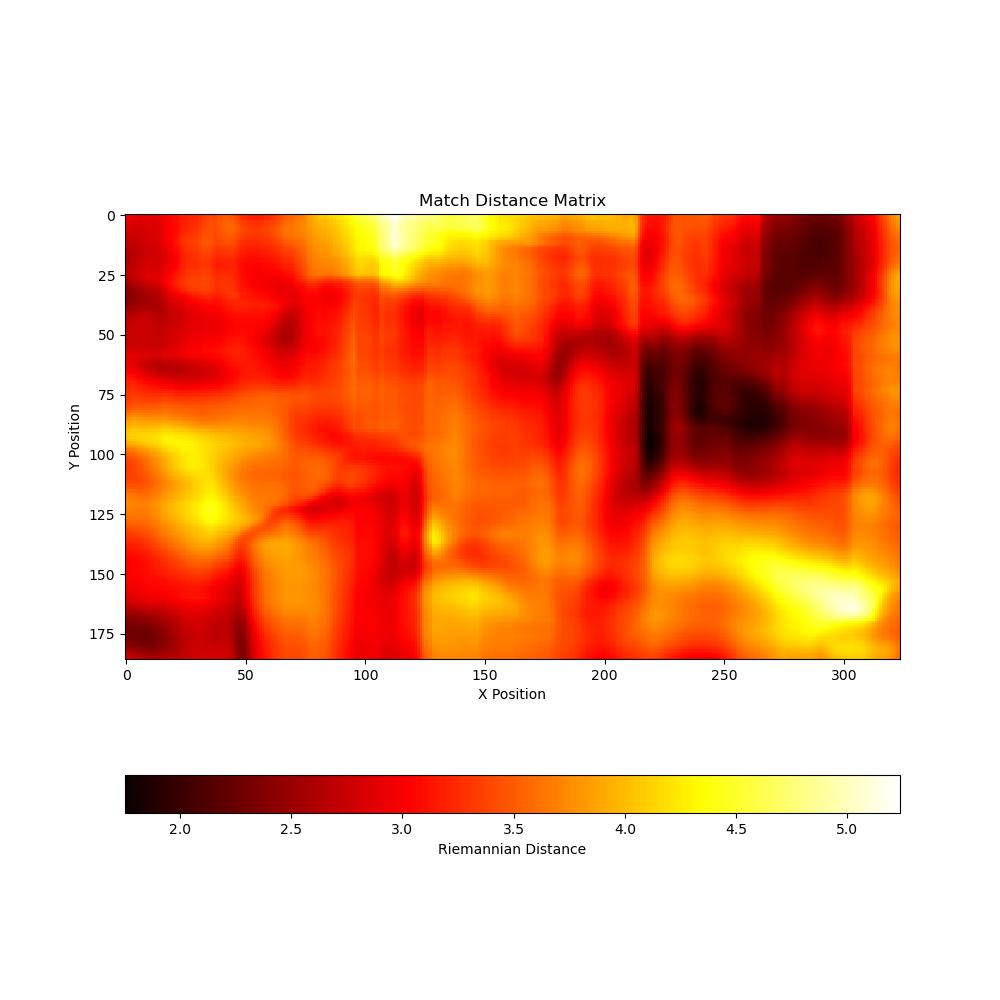 Match Distance Matrix
0
25
50
75
100
125
150
175
Y Position
0 50 100 150 200 250 300
X Position
2.0 2.5 3.0 3.5 4.0 4.5 5.0
Riemannian Distance